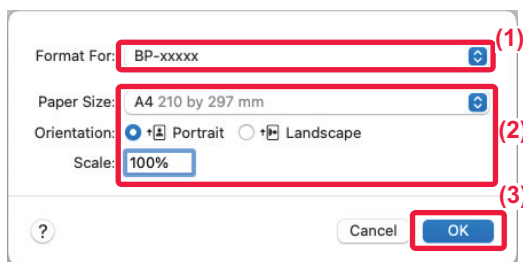 (1)
Format For: BP-xxxxx
Paper Size: A4 210 by 297 mm
Orientation: Portrait Landscape
(2)
Scale: 100%
(3)
? Cancel OK